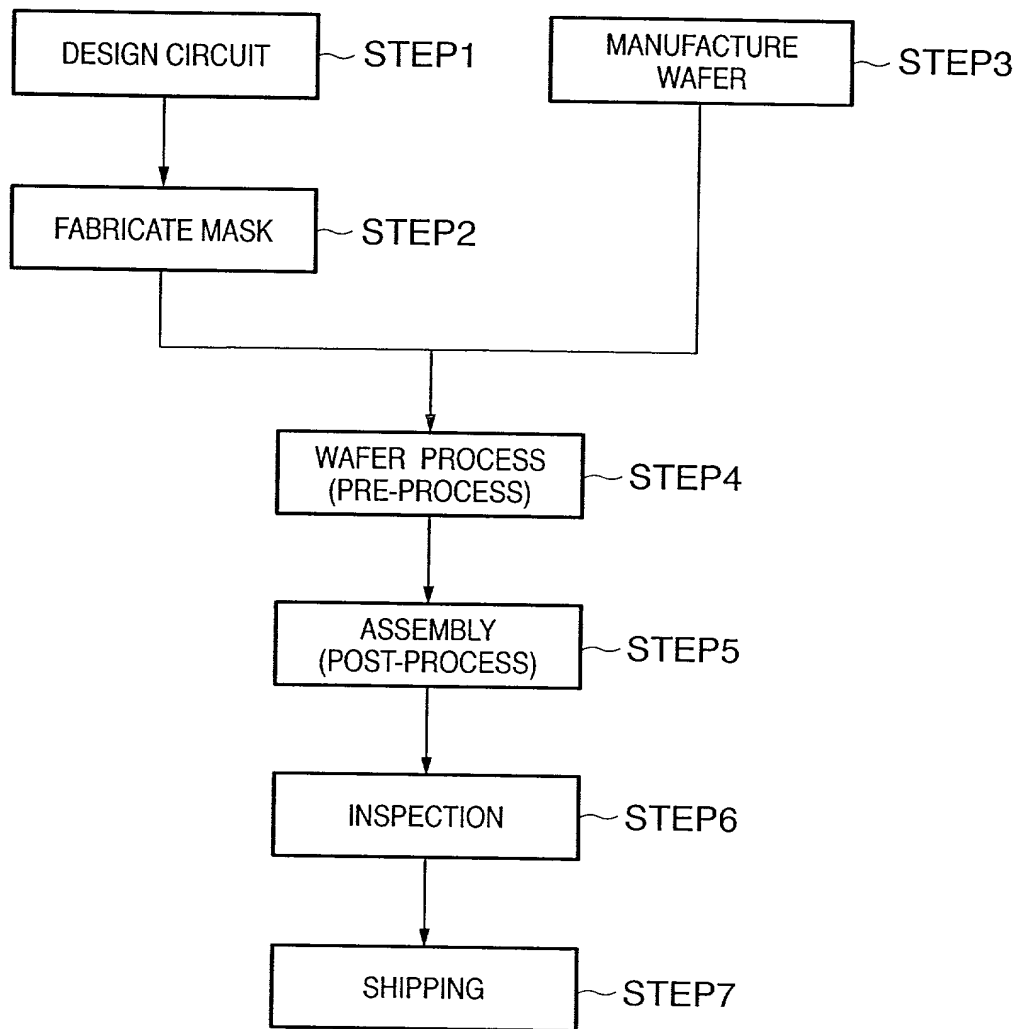 DESIGN CIRCUIT
STEP1
MANUFACTURE
WAFER
STEP3
FABRICATE MASK
STEP2
WAFER PROCESS
(PRE-PROCESS)
STEP4
ASSEMBLY
(POST-PROCESS)
STEP5
INSPECTION
STEP6
SHIPPING
STEP7